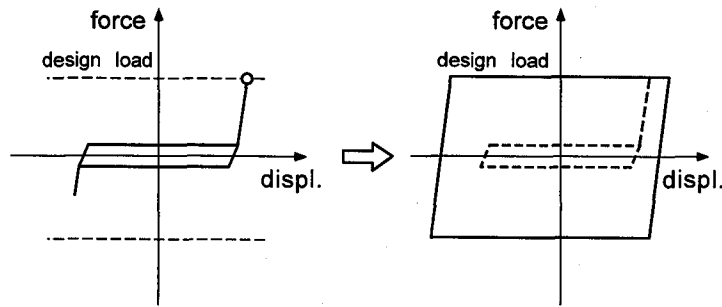 force
design load
displ.
force
design load
displ.